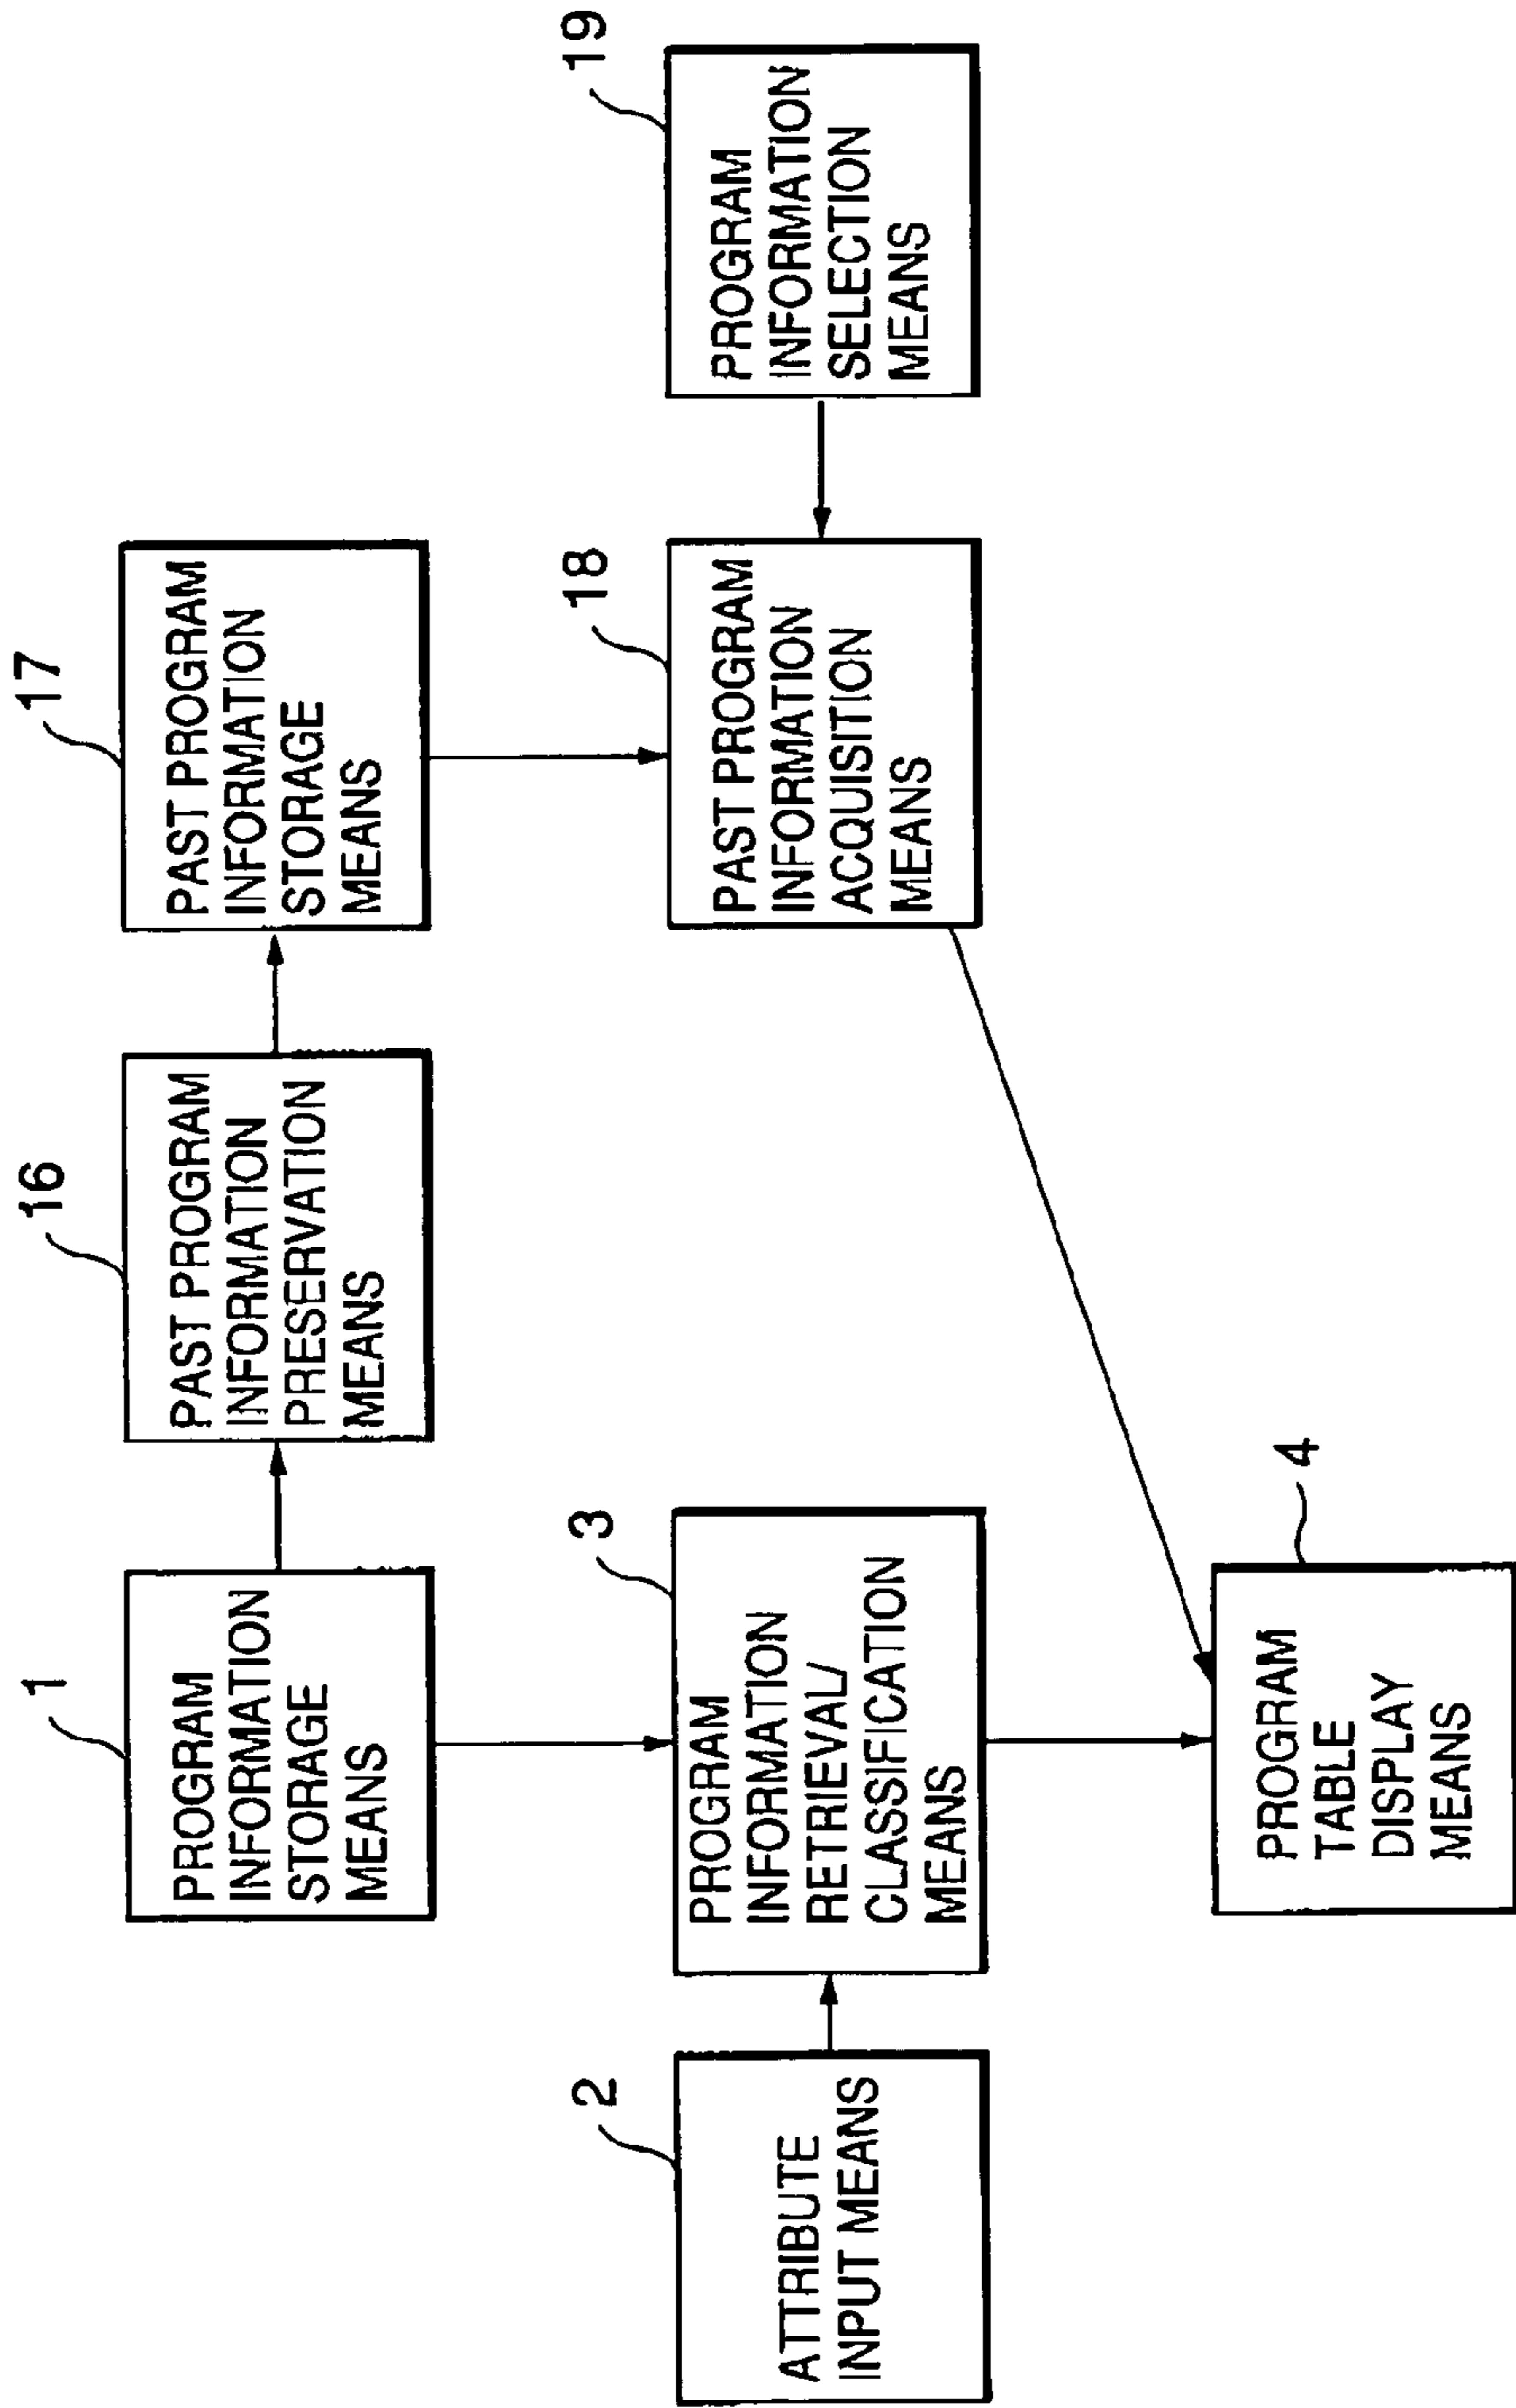 1
PROGRAM
INFORMATION
STORAGE
MEANS
16
PAST PROGRAM
INFORMATION
PRESERVATION
MEANS
17
PAST PROGRAM
INFORMATION
STORAGE
MEANS
2
ATTRIBUTE
INPUT MEANS
3
PROGRAM
INFORMATION
RETRIEVAL/
CLASSIFICATION
MEANS
18
PAST PROGRAM
INFORMATION
ACQUISITION
MEANS
19
PROGRAM
INFORMATION
SELECTION
MEANS
4
PROGRAM
TABLE
DISPLAY
MEANS